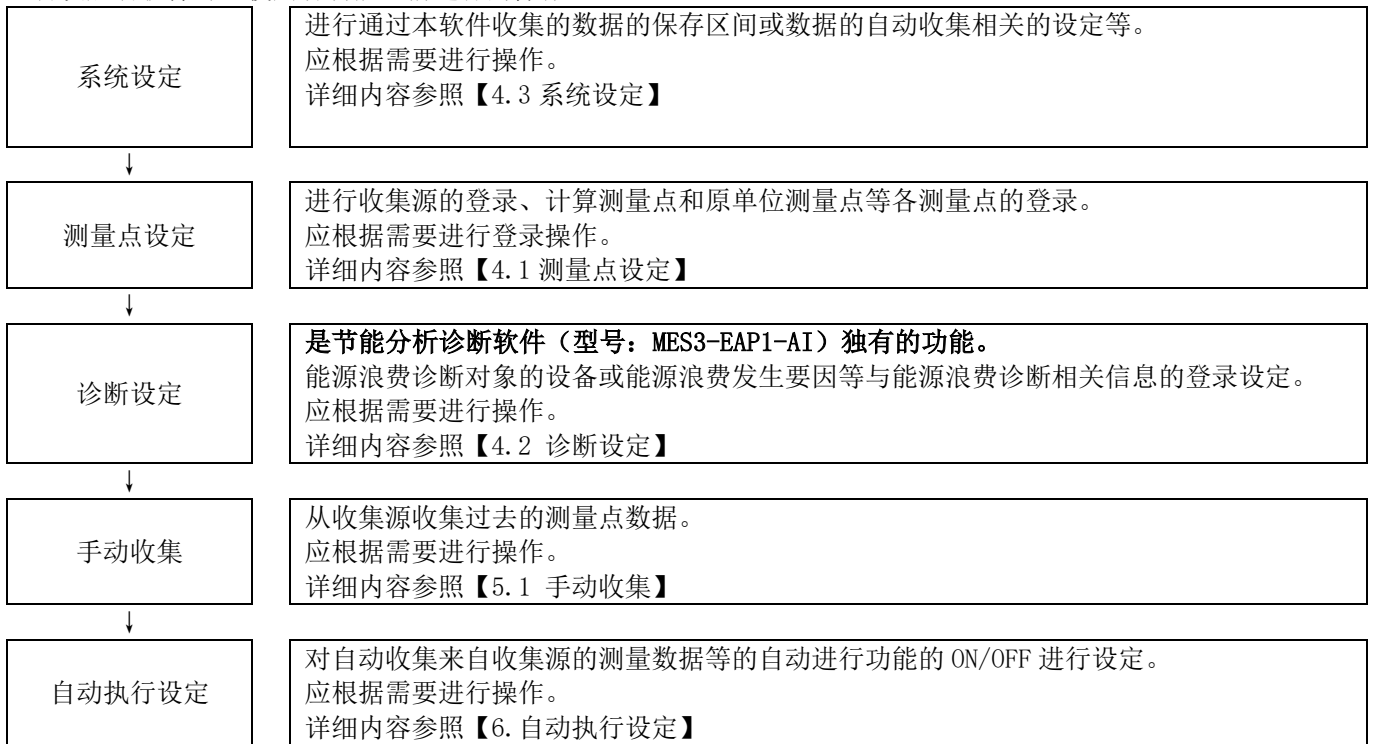 系统设定
进行通过本软件收集的数据的保存区间或数据的自动收集相关的设定等。
应根据需要进行操作。
详细内容参照【4.3 系统设定】
↓
测量点设定
进行收集源的登录、计算测量点和原单位测量点等各测量点的登录。
应根据需要进行登录操作。
详细内容参照【4.1 测量点设定】
↓
诊断设定
是节能分析诊断软件（型号：MES3-EAP1-AI）独有的功能。
能源浪费诊断对象的设备或能源浪费发生要因等与能源浪费诊断相关信息的登录设定。
应根据需要进行操作。
详细内容参照【4.2 诊断设定】
↓
手动收集
从收集源收集过去的测量点数据。
应根据需要进行操作。
详细内容参照【5.1 手动收集】
↓
自动执行设定
对自动收集来自收集源的测量数据等的自动进行功能的 ON/OFF 进行设定。
应根据需要进行操作。
详细内容参照【6.自动执行设定】